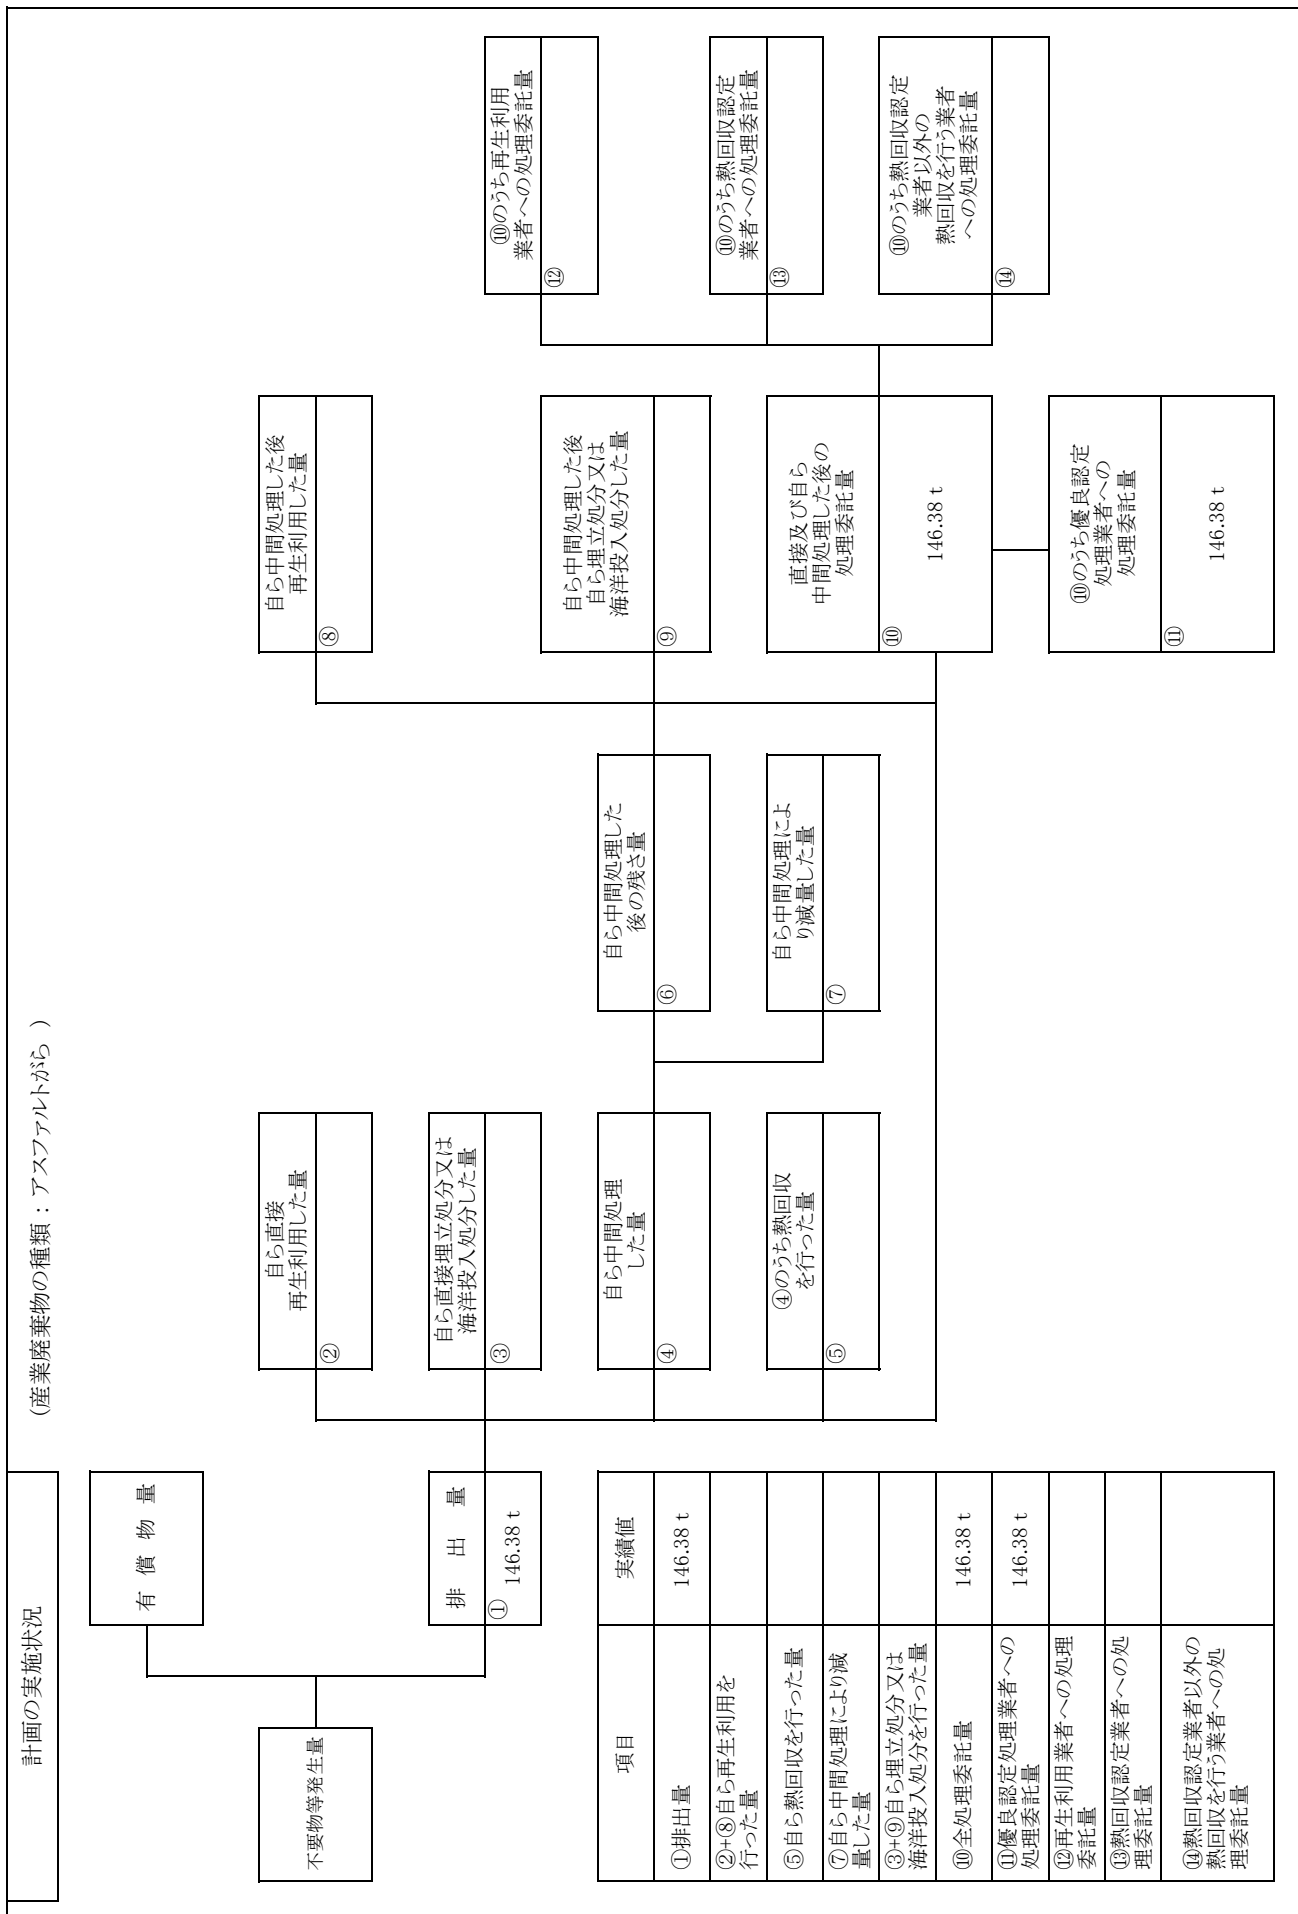 計画の実施状況
(産業廃棄物の種類：アスファルトがら )
不要物等発生量
有 償 物 量
排 出 量
①
146.38 t
自ら直接
再生利用した量
②
自ら直接埋立処分又は
海洋投入処分した量
③
自ら中間処理
した量
④
④のうち熱回収
を行った量
⑤
自ら中間処理した
後の残さ量
⑥
自ら中間処理によ
り減量した量
⑦
自ら中間処理した後
再生利用した量
⑧
自ら中間処理した後
自ら埋立処分又は
海洋投入処分した量
⑨
直接及び自ら
中間処理した後の
処理委託量
⑩
146.38 t
⑩のうち優良認定
処理業者への
処理委託量
⑪
146.38 t
⑩のうち再生利用
業者への処理委託量
⑫
⑩のうち熱回収認定
業者への処理委託量
⑬
⑩のうち熱回収認定
業者以外の
熱回収を行う業者
への処理委託量
⑭
項目
実績値
①排出量
146.38 t
②+⑧自ら再生利用を
行った量
⑤自ら熱回収を行った量
⑦自ら中間処理により減
量した量
③+⑨自ら埋立処分又は
海洋投入処分を行った量
⑩全処理委託量
146.38 t
⑪優良認定処理業者への
処理委託量
146.38 t
⑫再生利用業者への処理
委託量
⑬熱回収認定業者への処
理委託量
⑭熱回収認定業者以外の
熱回収を行う業者への処
理委託量